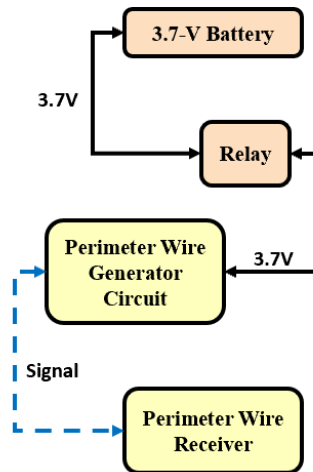 3.7-V Battery
3.7V
Relay
Perimeter Wire
Generator
Circuit
3.7V
Signal
Perimeter Wire
Receiver